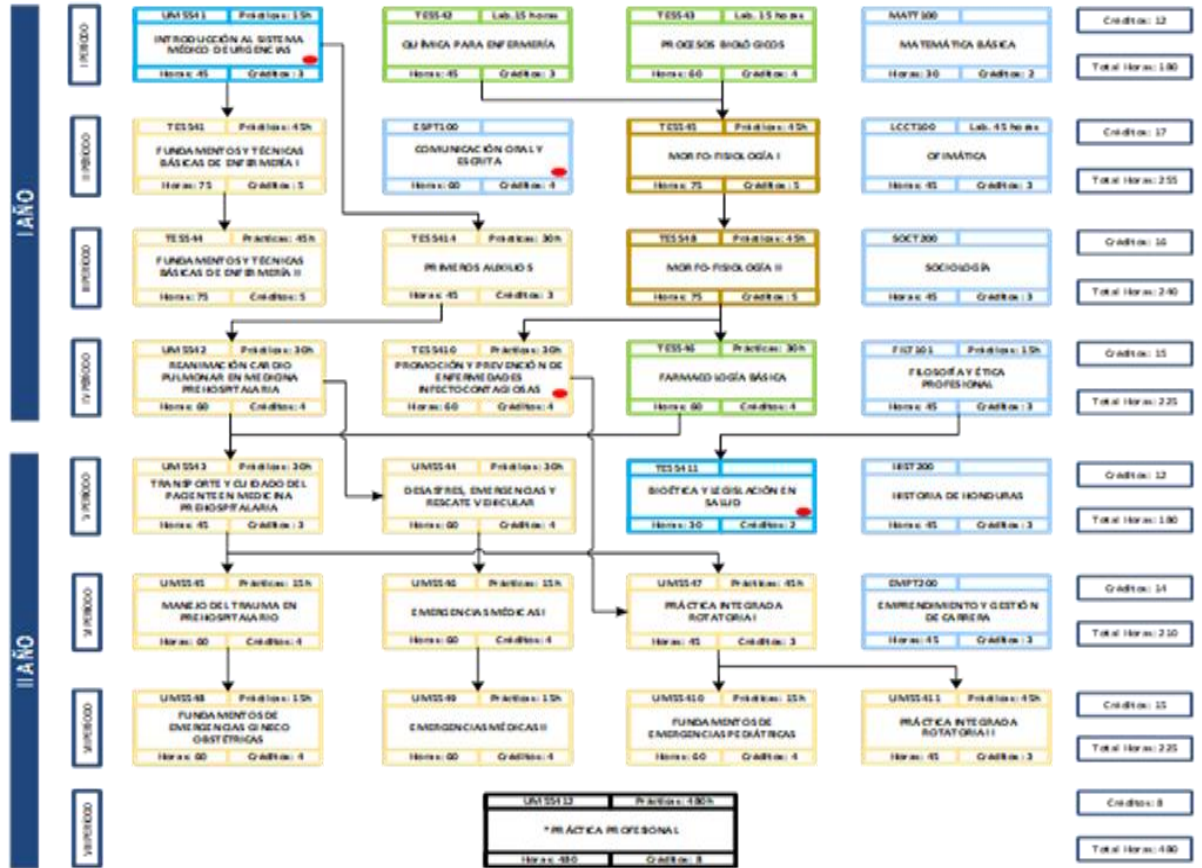 I AÑO
I PERIODO
UMSS41 Prácticas: 15h
INTRODUCCIÓN AL SISTEMA
MÉDICO DE URGENCIAS
Horas: 45 Créditos: 3
TESS42 Lab. 15 horas
QUÍMICA PARA ENFERMERÍA
Horas: 45 Créditos: 3
TESS43 Lab. 15 horas
PROCESOS BIOLÓGICOS
Horas: 60 Créditos: 4
MATT100
MATEMÁTICA BÁSICA
Horas: 30 Créditos: 2
Créditos: 12
Total Horas: 180
II PERIODO
TESS41 Prácticas: 45h
FUNDAMENTOS Y TÉCNICAS
BÁSICAS DE ENFERMERÍA I
Horas: 75 Créditos: 5
ESPT100
COMUNICACIÓN ORAL Y
ESCRITA
Horas: 60 Créditos: 4
TESS45 Prácticas: 45h
MORFO-FISIOLOGÍA I
Horas: 75 Créditos: 5
LCCT100 Lab. 45 horas
OFIMÁTICA
Horas: 45 Créditos: 3
Créditos: 17
Total Horas: 255
III PERIODO
TESS44 Prácticas: 45h
FUNDAMENTOS Y TÉCNICAS
BÁSICAS DE ENFERMERÍA II
Horas: 75 Créditos: 5
TESS414 Prácticas: 30h
PRIMEROS AUXILIOS
Horas: 45 Créditos: 3
TESS48 Prácticas: 45h
MORFO-FISIOLOGÍA II
Horas: 75 Créditos: 5
SOCT200
SOCIOLOGÍA
Horas: 45 Créditos: 3
Créditos: 16
Total Horas: 240
IV PERIODO
UMSS42 Prácticas: 30h
REANIMACIÓN CARDIO
PULMONAR EN MEDICINA
PREHOSPITALARIA
Horas: 60 Créditos: 4
TESS410 Prácticas: 30h
PROMOCIÓN Y PREVENCIÓN DE
ENFERMEDADES
INFECTOCONTAGIOSAS
Horas: 60 Créditos: 4
TESS46 Prácticas: 30h
FARMACOLOGÍA BÁSICA
Horas: 60 Créditos: 4
FILT101 Prácticas: 15h
FILOSOFÍA Y ÉTICA
PROFESIONAL
Horas: 45 Créditos: 3
Créditos: 15
Total Horas: 225
II AÑO
V PERIODO
UMSS43 Prácticas: 30h
TRANSPORTE Y CUIDADO DEL
PACIENTE EN MEDICINA
PREHOSPITALARIA
Horas: 45 Créditos: 3
UMSS44 Prácticas: 30h
DESASTRES, EMERGENCIAS Y
RESCATE VEHICULAR
Horas: 60 Créditos: 4
TESS411
BIOÉTICA Y LEGISLACIÓN EN
SALUD
Horas: 30 Créditos: 2
HIST200
HISTORIA DE HONDURAS
Horas: 45 Créditos: 3
Créditos: 12
Total Horas: 180
VI PERIODO
UMSS45 Prácticas: 15h
MANEJO DEL TRAUMA EN
PREHOSPITALARIO
Horas: 60 Créditos: 4
UMSS46 Prácticas: 15h
EMERGENCIAS MÉDICAS I
Horas: 60 Créditos: 4
UMSS47 Prácticas: 45h
PRÁCTICA INTEGRADA
ROTATORIA I
Horas: 45 Créditos: 3
EMPT200
EMPRENDIMIENTO Y GESTIÓN
DE CARRERA
Horas: 45 Créditos: 3
Créditos: 14
Total Horas: 210
VII PERIODO
UMSS48 Prácticas: 15h
FUNDAMENTOS DE
EMERGENCIAS GINECO
OBSTÉTRICAS
Horas: 60 Créditos: 4
UMSS49 Prácticas: 15h
EMERGENCIAS MÉDICAS II
Horas: 60 Créditos: 4
UMSS410 Prácticas: 15h
FUNDAMENTOS DE
EMERGENCIAS PEDIÁTRICAS
Horas: 60 Créditos: 4
UMSS411 Prácticas: 45h
PRÁCTICA INTEGRADA
ROTATORIA II
Horas: 45 Créditos: 3
Créditos: 15
Total Horas: 225
VIII PERIODO
UMSS412 Prácticas: 480h
*PRÁCTICA PROFESIONAL
Horas: 480 Créditos: 8
Créditos: 8
Total Horas: 480